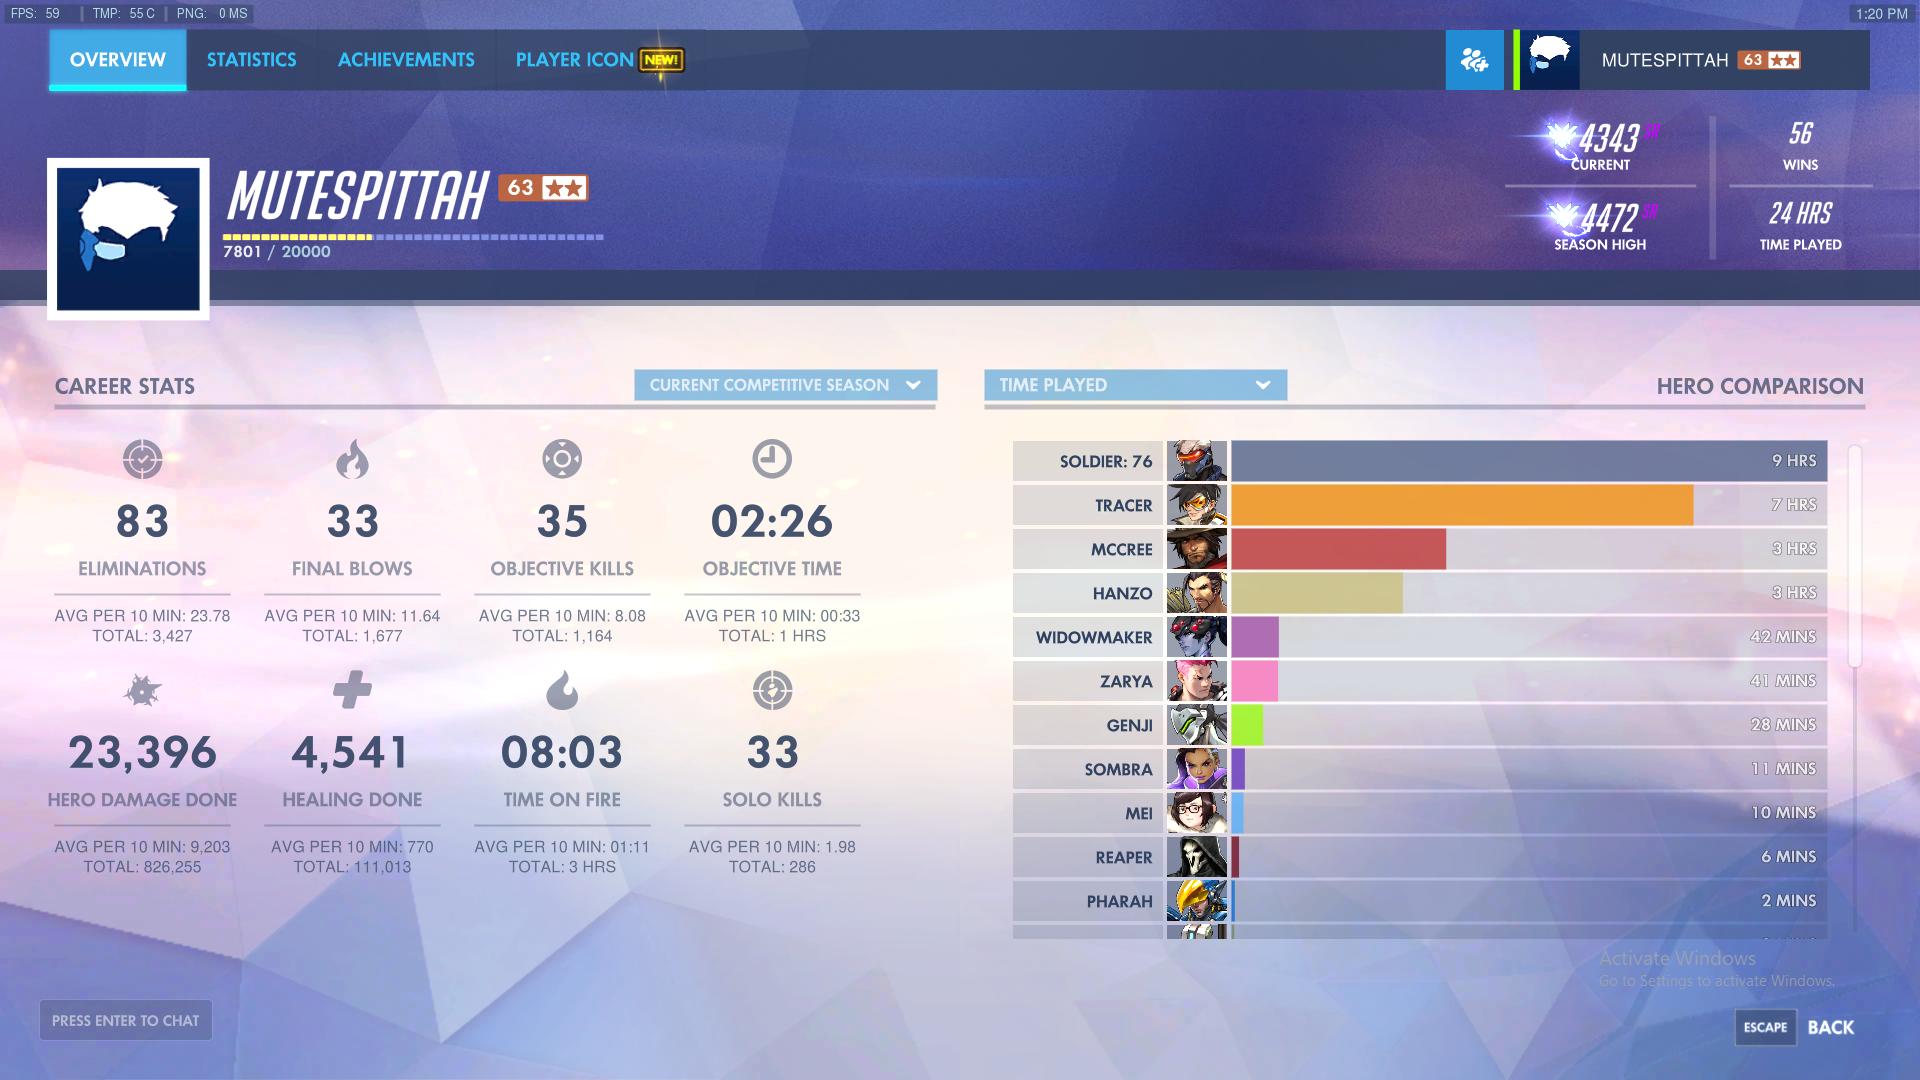 FPS: 59 | TMP: 55 C | PNG: 0 MS
1:20 PM
OVERVIEW
STATISTICS
ACHIEVEMENTS
PLAYER ICON NEW!
MUTESPITTAH 63
4343 SR
CURRENT
56
WINS
4472 SR
SEASON HIGH
24 HRS
TIME PLAYED
MUTESPITTAH 63
7801 / 20000
CAREER STATS
CURRENT COMPETITIVE SEASON
83
ELIMINATIONS
AVG PER 10 MIN: 23.78
TOTAL: 3,427
33
FINAL BLOWS
AVG PER 10 MIN: 11.64
TOTAL: 1,677
35
OBJECTIVE KILLS
AVG PER 10 MIN: 8.08
TOTAL: 1,164
02:26
OBJECTIVE TIME
AVG PER 10 MIN: 00:33
TOTAL: 1 HRS
23,396
HERO DAMAGE DONE
AVG PER 10 MIN: 9,203
TOTAL: 826,255
4,541
HEALING DONE
AVG PER 10 MIN: 770
TOTAL: 111,013
08:03
TIME ON FIRE
AVG PER 10 MIN: 01:11
TOTAL: 3 HRS
33
SOLO KILLS
AVG PER 10 MIN: 1.98
TOTAL: 286
TIME PLAYED
HERO COMPARISON
SOLDIER: 76 9 HRS
TRACER 7 HRS
MCCREE 3 HRS
HANZO 3 HRS
WIDOWMAKER 42 MINS
ZARYA 41 MINS
GENJI 28 MINS
SOMBRA 11 MINS
MEI 10 MINS
REAPER 6 MINS
PHARAH 2 MINS
Activate Windows
Go to Settings to activate Windows.
PRESS ENTER TO CHAT
ESCAPE BACK